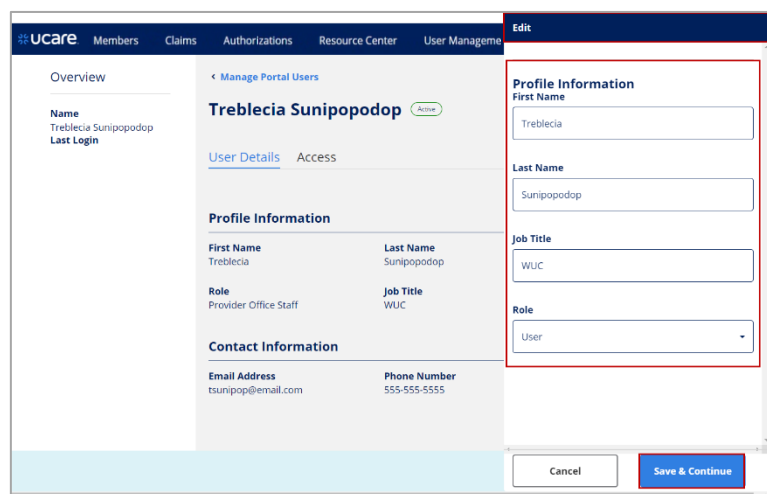 ucare. Members Claims Authorizations Resource Center User Manageme
Overview
Name
Treblecia Sunipopodop
Last Login
‹ Manage Portal Users
Treblecia Sunipopodop Active
User Details Access
Profile Information
First Name Last Name
Treblecia Sunipopodop
Role Job Title
Provider Office Staff WUC
Contact Information
Email Address Phone Number
tsunipop@email.com 555-555-5555
Edit
Profile Information
First Name
Treblecia
Last Name
Sunipopodop
Job Title
WUC
Role
User
Cancel Save & Continue